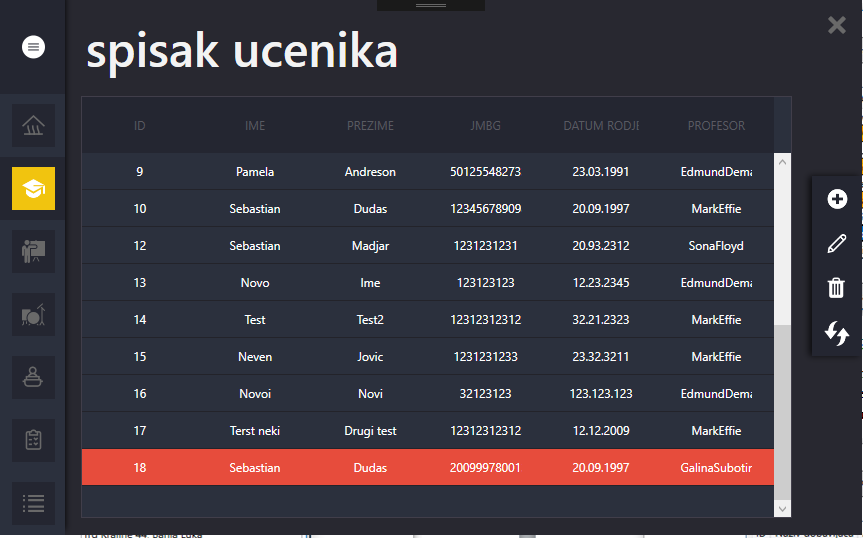 spisak ucenika
ID IME PREZIME JMBG DATUM RODJE PROFESOR
9 Pamela Andreson 50125548273 23.03.1991 EdmundDema
10 Sebastian Dudas 12345678909 20.09.1997 MarkEffie
12 Sebastian Madjar 1231231231 20.93.2312 SonaFloyd
13 Novo Ime 123123123 12.23.2345 EdmundDema
14 Test Test2 12312312312 32.21.2323 MarkEffie
15 Neven Jovic 1231231233 23.32.3211 MarkEffie
16 Novoi Novi 32123123 123.123.123 EdmundDema
17 Terst neki Drugi test 12312312312 12.12.2009 MarkEffie
18 Sebastian Dudas 20099978001 20.09.1997 GalinaSubotir